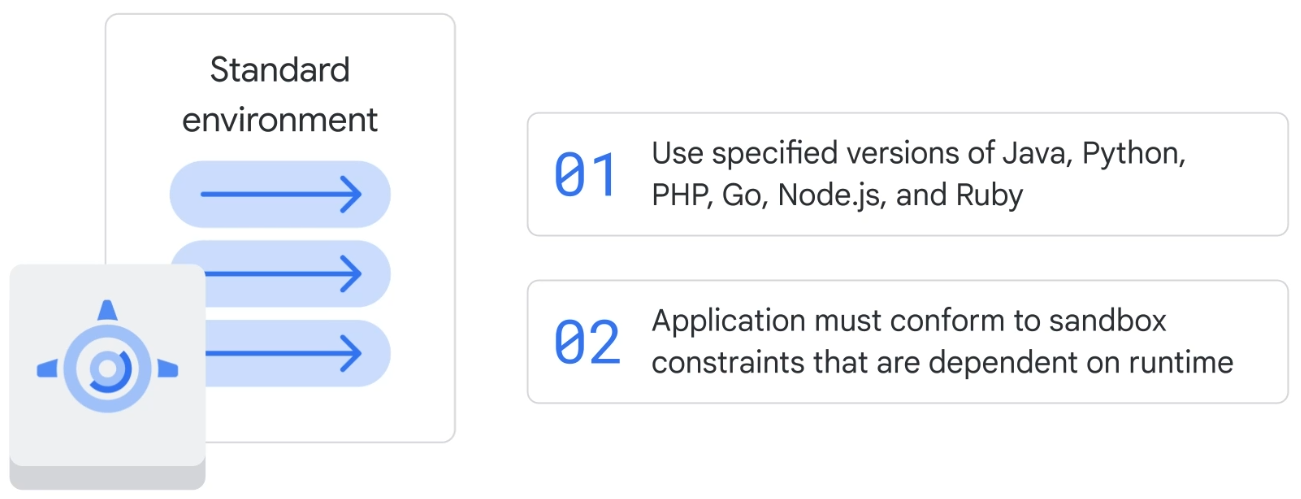 Standard
environment
01
Use specified versions of Java, Python,
PHP, Go, Node.js, and Ruby
02
Application must conform to sandbox
constraints that are dependent on runtime